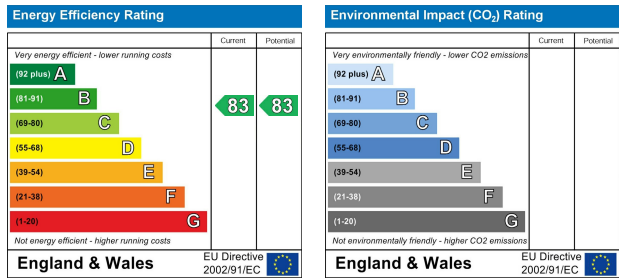 Energy Efficiency Rating
Current Potential
Very energy efficient - lower running costs
(92 plus) A
(81-91) B
83 83
(69-80) C
(55-68) D
(39-54) E
(21-38) F
(1-20) G
Not energy efficient - higher running costs
England & Wales
EU Directive
2002/91/EC
Environmental Impact (CO2) Rating
Current Potential
Very environmentally friendly - lower CO2 emissions
(92 plus) A
(81-91) B
(69-80) C
(55-68) D
(39-54) E
(21-38) F
(1-20) G
Not environmentally friendly - higher CO2 emissions
England & Wales
EU Directive
2002/91/EC